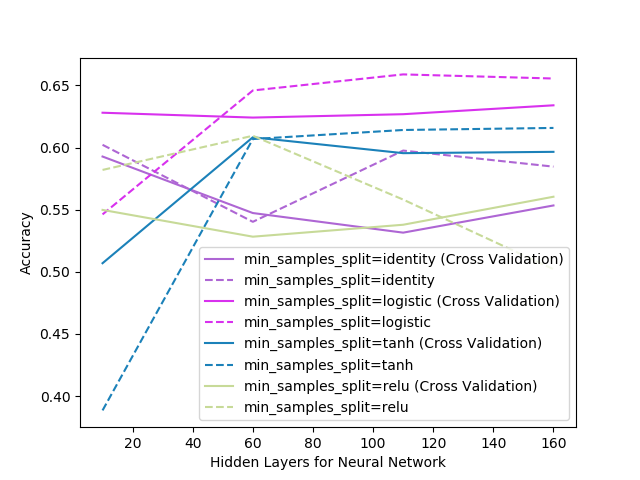 0.65
0.60
0.55
0.50
0.45
0.40
Accuracy
min_samples_split=identity (Cross Validation)
min_samples_split=identity
min_samples_split=logistic (Cross Validation)
min_samples_split=logistic
min_samples_split=tanh (Cross Validation)
min_samples_split=tanh
min_samples_split=relu (Cross Validation)
min_samples_split=relu
20 40 60 80 100 120 140 160
Hidden Layers for Neural Network